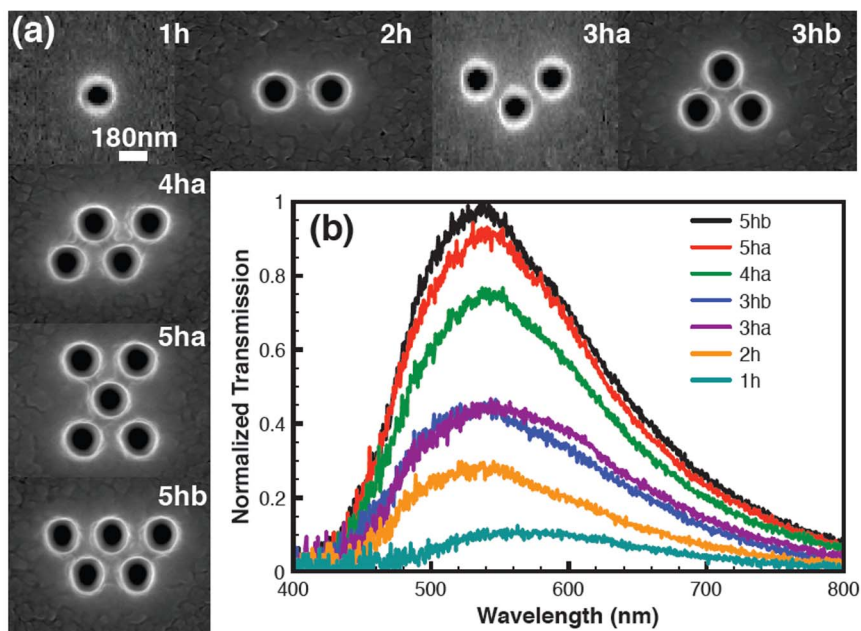 (a)
1h
2h
3ha
3hb
180nm
4ha
5ha
5hb
(b)
5hb
5ha
4ha
3hb
3ha
2h
1h
Normalized Transmission
1
0.8
0.6
0.4
0.2
0
400
500
600
700
800
Wavelength (nm)